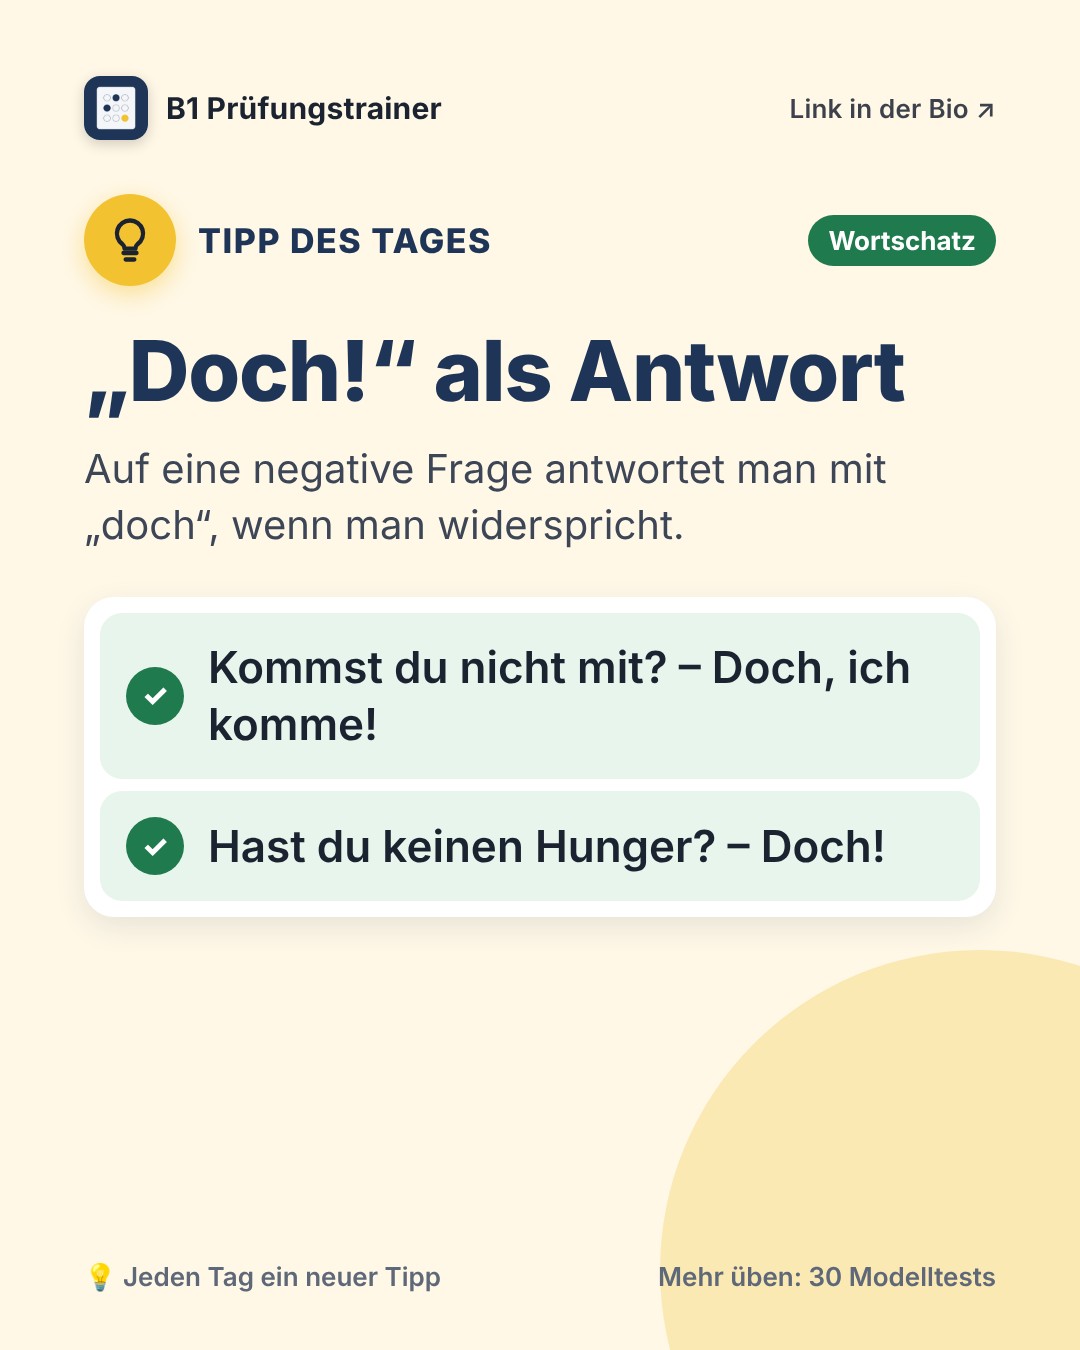 B1 Prüfungstrainer
Link in der Bio ↗
TIPP DES TAGES
Wortschatz
„Doch!“ als Antwort
Auf eine negative Frage antwortet man mit
„doch“, wenn man widerspricht.
Kommst du nicht mit? – Doch, ich
komme!
Hast du keinen Hunger? – Doch!
💡 Jeden Tag ein neuer Tipp
Mehr üben: 30 Modelltests